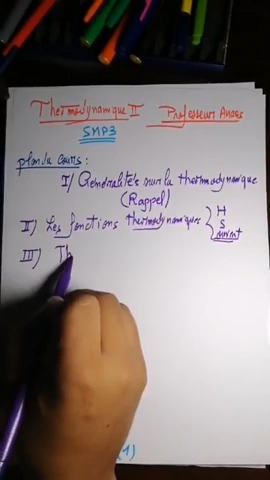 Thermodynamique II Professeur Anass
SMP3
plan du cours :
I/ Généralités sur la thermodynamique
(Rappel)
II) Les fonctions thermodynamiques { H
S
III) Th
(1)